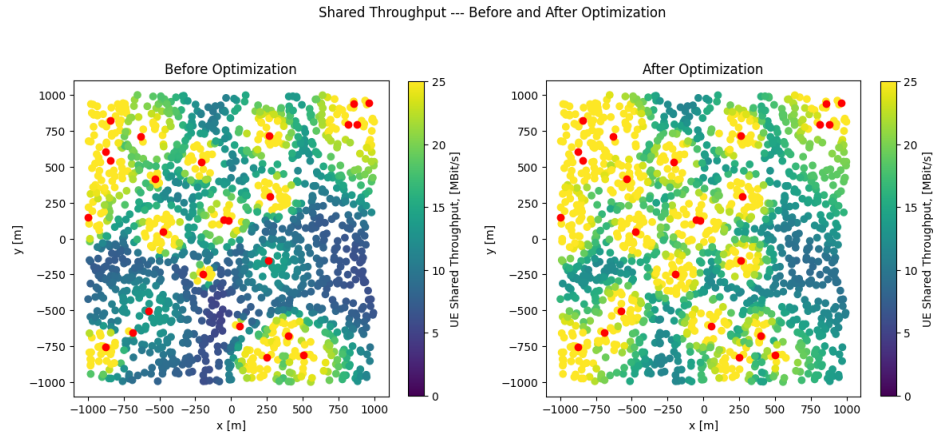 Shared Throughput --- Before and After Optimization
Before Optimization
1000
750
500
250
0
−250
−500
−750
−1000
y [m]
−1000 −750 −500 −250 0 250 500 750 1000
x [m]
25
20
15
10
5
0
UE Shared Throughput, [MBit/s]
After Optimization
1000
750
500
250
0
−250
−500
−750
−1000
y [m]
−1000 −750 −500 −250 0 250 500 750 1000
x [m]
25
20
15
10
5
0
UE Shared Throughput, [MBit/s]